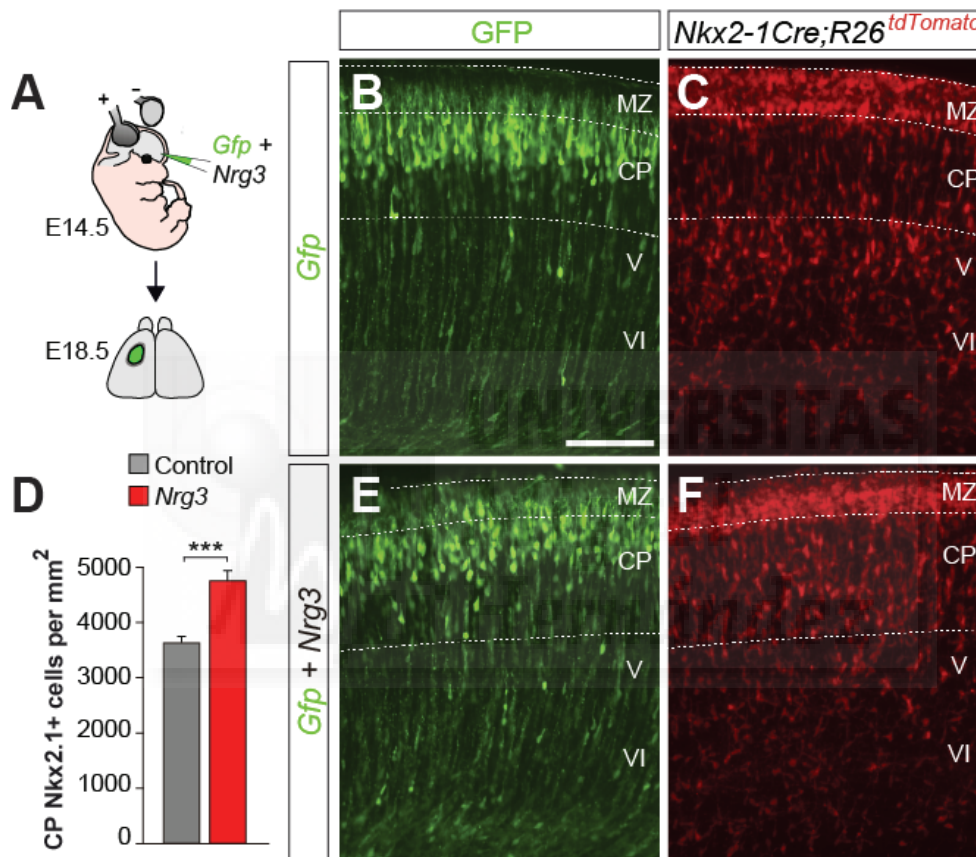 GFP
Nkx2-1Cre;R26tdTomato
A
+ -
Gfp +
Nrg3
E14.5
E18.5
Gfp
B
MZ
CP
V
VI
C
MZ
CP
V
VI
UNIVERSITAS
Control
Nrg3
D
***
CP Nkx2.1+ cells per mm2
5000
4000
3000
2000
1000
0
Gfp + Nrg3
E
MZ
CP
V
VI
F
MZ
CP
V
VI